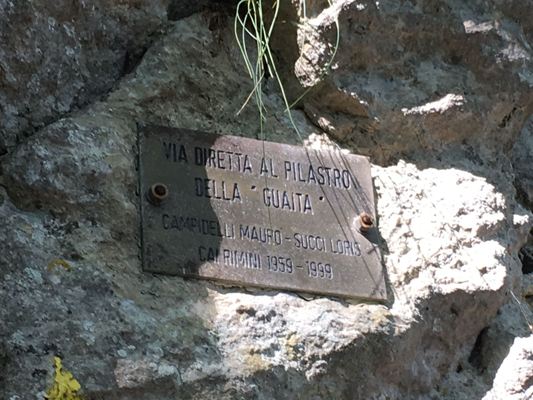 VIA DIRETTA AL PILASTRO
DELLA "GUAITA"
CAMPIDELLI MAURO - SUCCI LORIS
CAI RIMINI 1959 - 1999